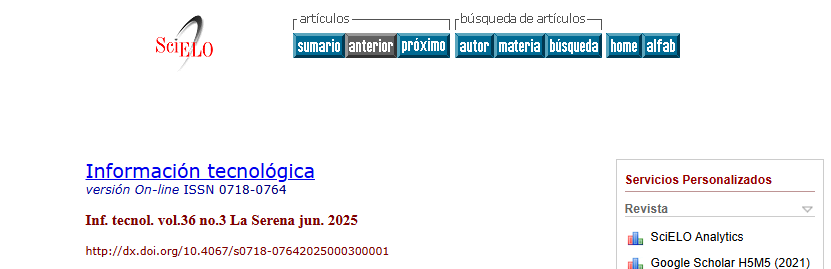 artículos
búsqueda de artículos
SciELO
sumario anterior próximo autor materia búsqueda home alfab
Información tecnológica
versión On-line ISSN 0718-0764
Inf. tecnol. vol.36 no.3 La Serena jun. 2025
http://dx.doi.org/10.4067/s0718-07642025000300001
Servicios Personalizados
Revista
SciELO Analytics
Google Scholar H5M5 (2021)